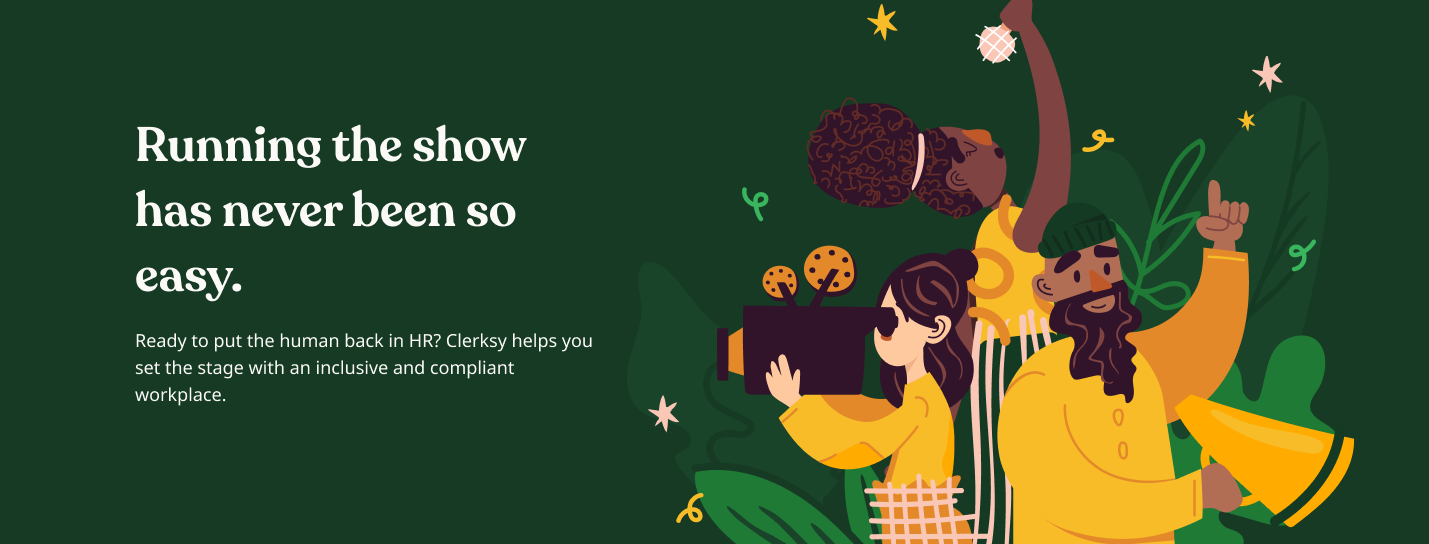 Running the show
has never been so
easy.
Ready to put the human back in HR? Clerksy helps you
set the stage with an inclusive and compliant
workplace.